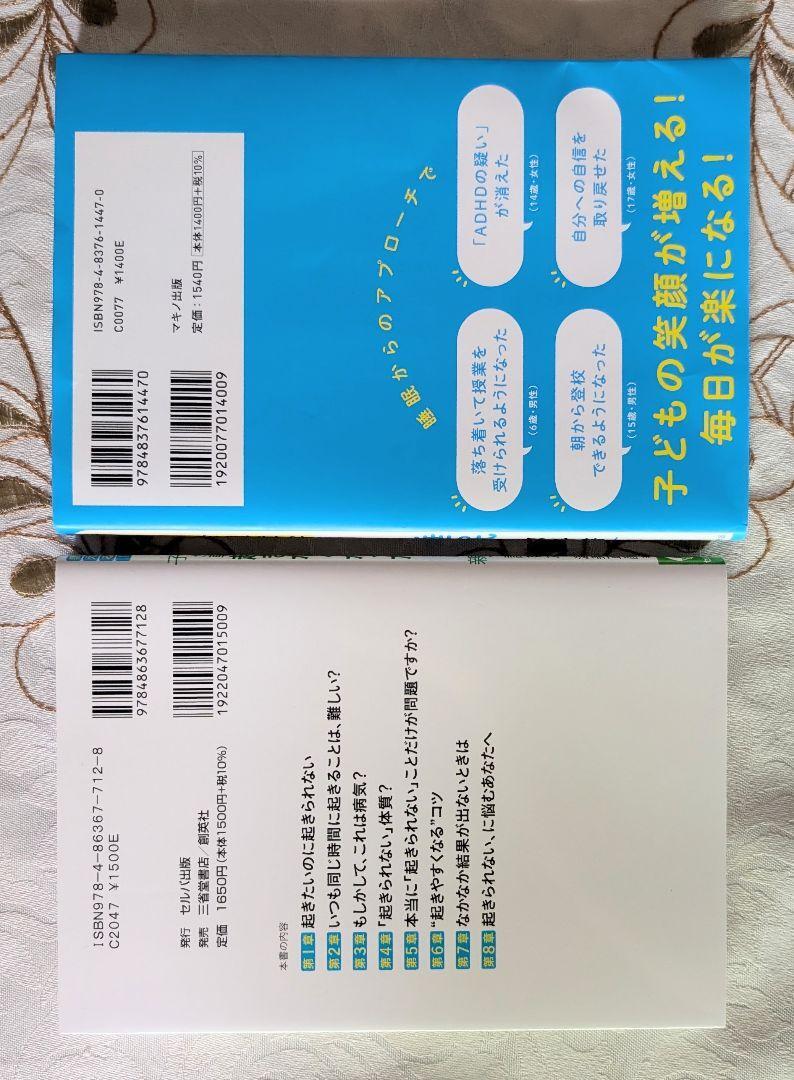 子どもの笑顔が増える!
毎日が楽になる!
睡眠からのアプローチで
落ち着いて授業を
受けられるようになった
(6歳・男性)
「ADHDの疑い」
が消えた
(14歳・女性)
朝から登校
できるようになった
(15歳・男性)
自分への自信を
取り戻せた
(17歳・女性)
9784837614470
1920077014009
ISBN978-4-8376-1447-0
C0077 ¥1400E
マキノ出版
定価:1540円 本体1400円+税10%
ISBN978-4-86367-712-8
C2047 ¥1500E
9784863677128
1922047015009
発行 セルバ出版
発売 三省堂書店/創英社
定価 1650円(本体1500円+税10%)
本書の内容
第1章 起きたいのに起きられない
第2章 いつも同じ時間に起きることは、難しい?
第3章 もしかして、これは病気?
第4章 「起きられない」体質?
第5章 本当に「起きられない」ことだけが問題ですか?
第6章 “起きやすくなる”コツ
第7章 なかなか結果が出ないときは
第8章 起きられない、に悩むあなたへ